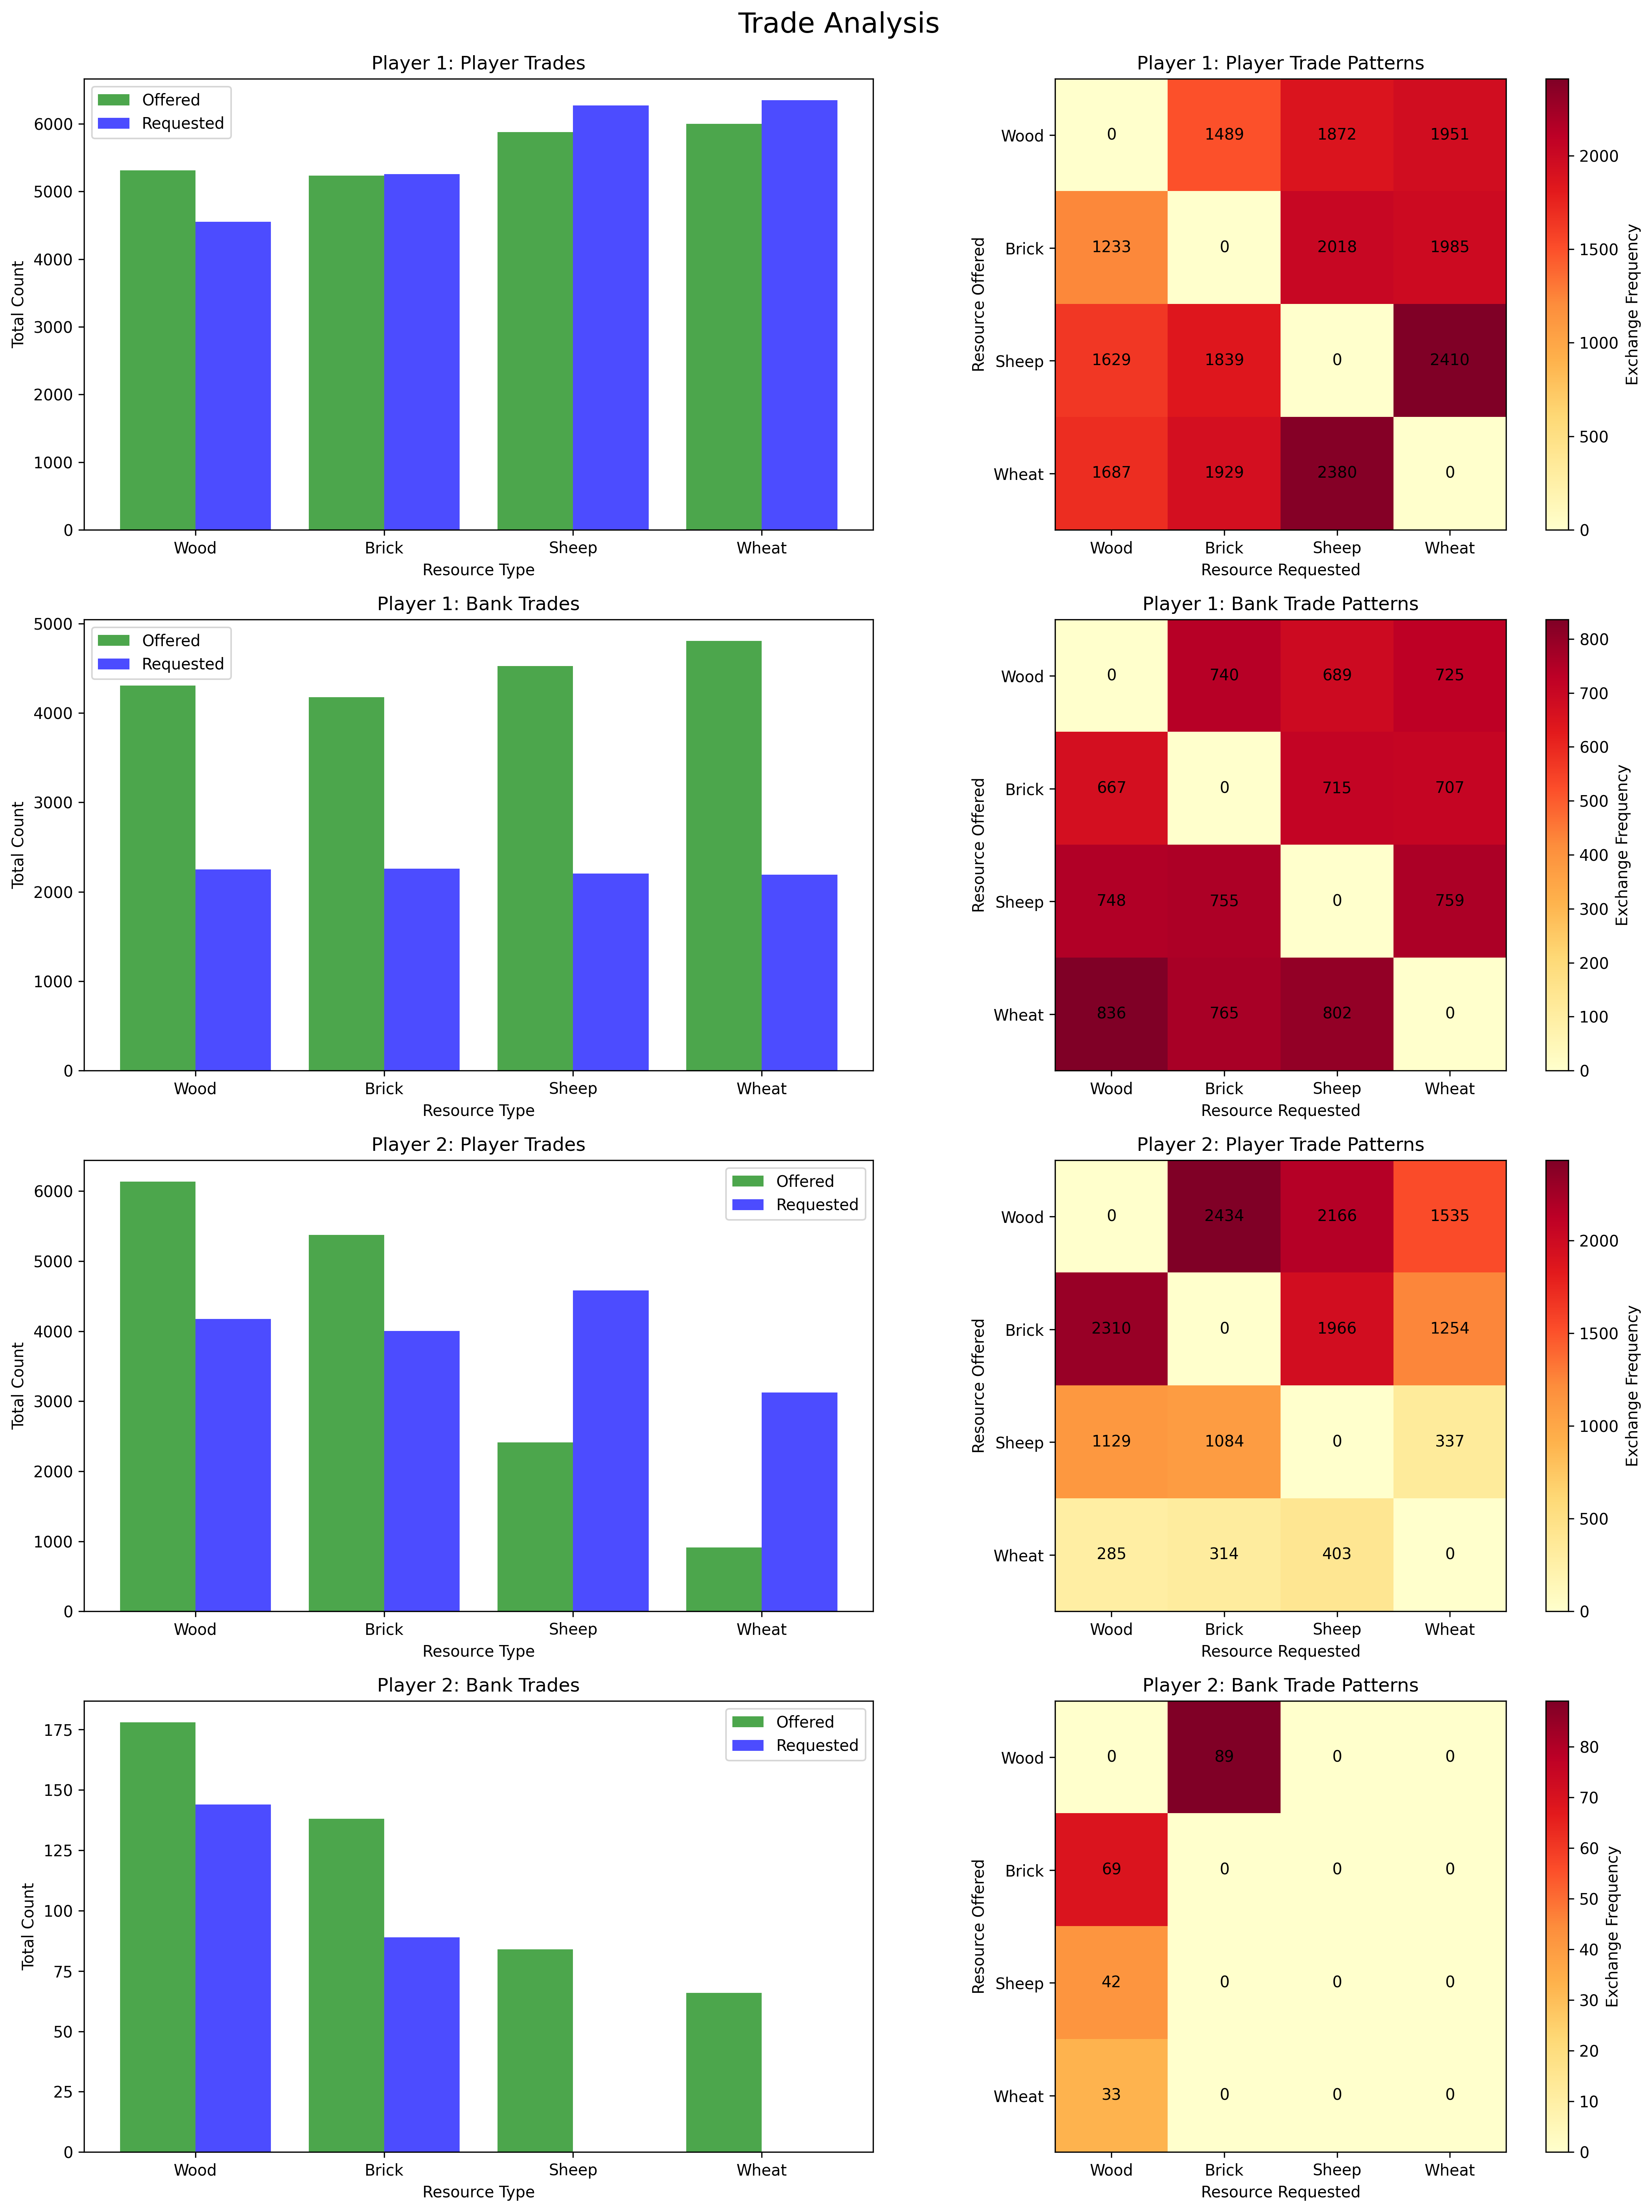 Trade Analysis
Player 1: Player Trades
Offered
Requested
6000
5000
4000
3000
2000
1000
0
Total Count
Wood Brick Sheep Wheat
Resource Type
Player 1: Player Trade Patterns
Wood 0 1489 1872 1951
Brick 1233 0 2018 1985
Sheep 1629 1839 0 2410
Wheat 1687 1929 2380 0
Resource Offered
Wood Brick Sheep Wheat
Resource Requested
2000
1500
1000
500
0
Exchange Frequency
Player 1: Bank Trades
Offered
Requested
5000
4000
3000
2000
1000
0
Total Count
Wood Brick Sheep Wheat
Resource Type
Player 1: Bank Trade Patterns
Wood 0 740 689 725
Brick 667 0 715 707
Sheep 748 755 0 759
Wheat 836 765 802 0
Resource Offered
Wood Brick Sheep Wheat
Resource Requested
800
700
600
500
400
300
200
100
0
Exchange Frequency
Player 2: Player Trades
Offered
Requested
6000
5000
4000
3000
2000
1000
0
Total Count
Wood Brick Sheep Wheat
Resource Type
Player 2: Player Trade Patterns
Wood 0 2434 2166 1535
Brick 2310 0 1966 1254
Sheep 1129 1084 0 337
Wheat 285 314 403 0
Resource Offered
Wood Brick Sheep Wheat
Resource Requested
2000
1500
1000
500
0
Exchange Frequency
Player 2: Bank Trades
Offered
Requested
175
150
125
100
75
50
25
0
Total Count
Wood Brick Sheep Wheat
Resource Type
Player 2: Bank Trade Patterns
Wood 0 89 0 0
Brick 69 0 0 0
Sheep 42 0 0 0
Wheat 33 0 0 0
Resource Offered
Wood Brick Sheep Wheat
Resource Requested
80
70
60
50
40
30
20
10
0
Exchange Frequency